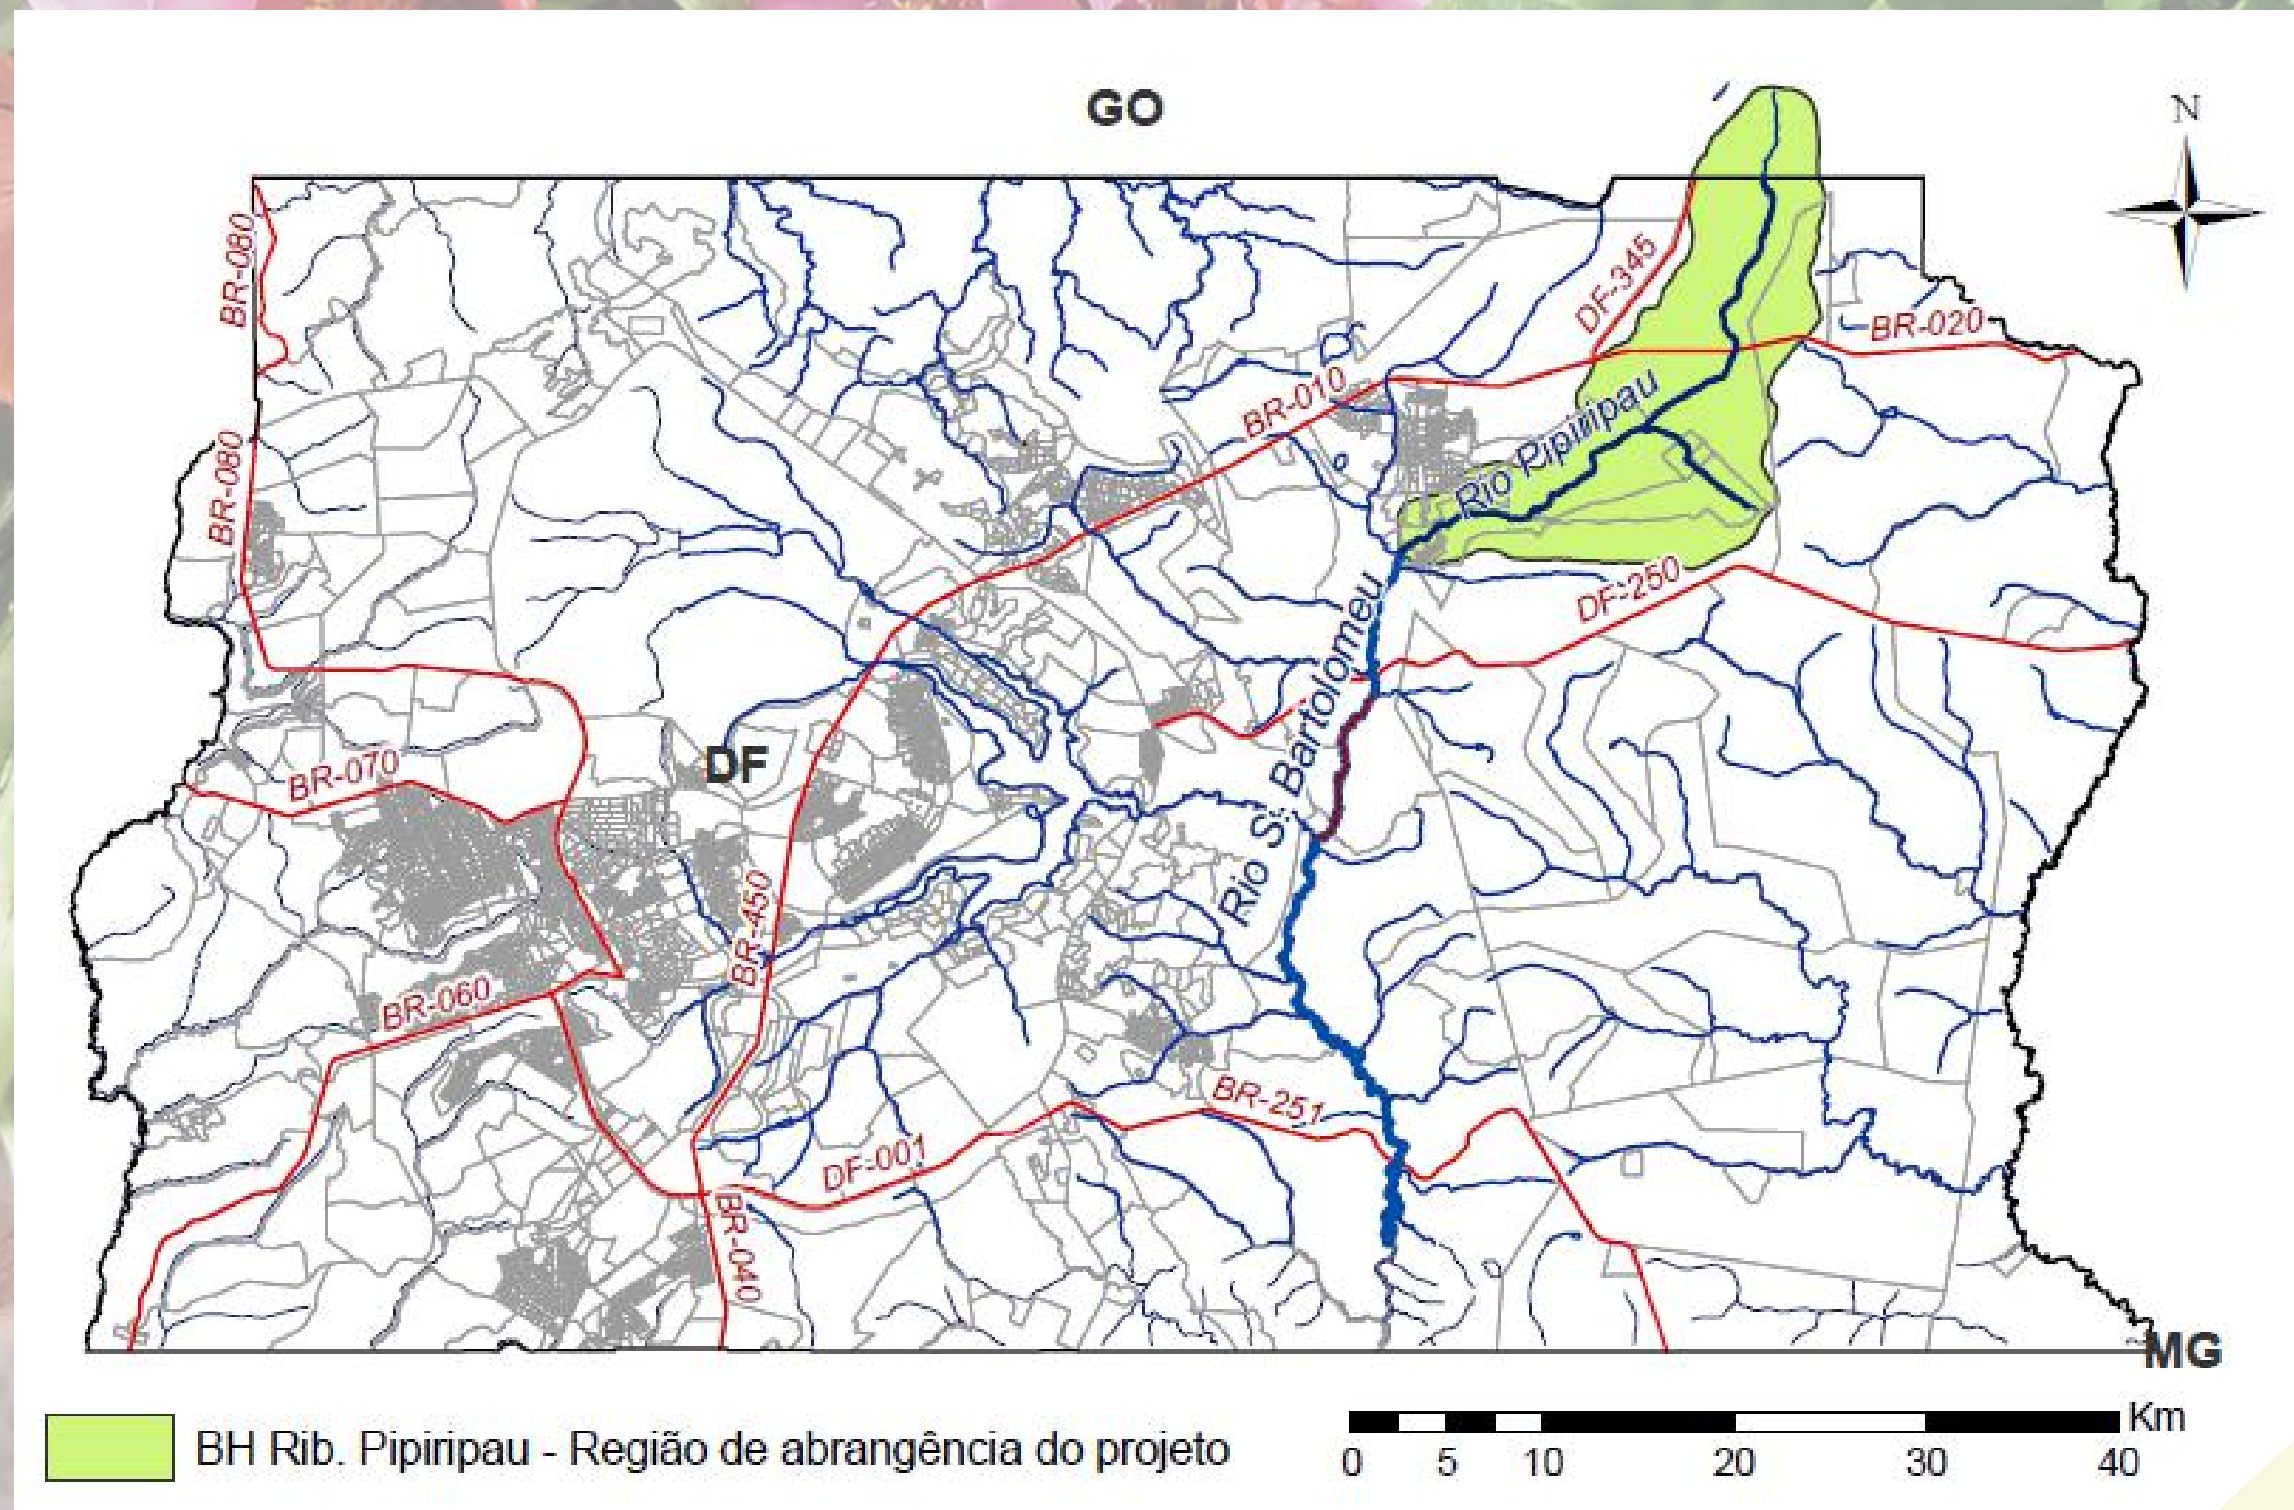 GO
N
BR-080
DF-345
BR-020
BR-010
BR-080
Rio Pipiripau
DF-250
Rio S. Bartolomeu
DF
BR-070
BR-450
BR-060
BR-251
DF-001
BR-040
MG
BH Rib. Pipiripau - Região de abrangência do projeto
Km
0 5 10 20 30 40